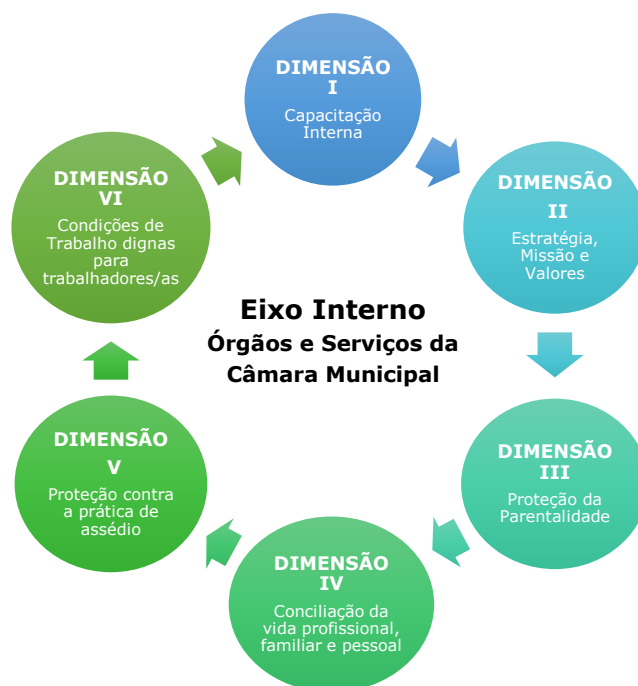 DIMENSÃO
I
Capacitação
Interna
DIMENSÃO
II
Estratégia,
Missão e
Valores
DIMENSÃO
III
Proteção da
Parentalidade
DIMENSÃO
IV
Conciliação da
vida profissional,
familiar e pessoal
DIMENSÃO
V
Proteção contra
a prática de
assédio
DIMENSÃO
VI
Condições de
Trabalho dignas
para
trabalhadores/as
Eixo Interno
Órgãos e Serviços da
Câmara Municipal